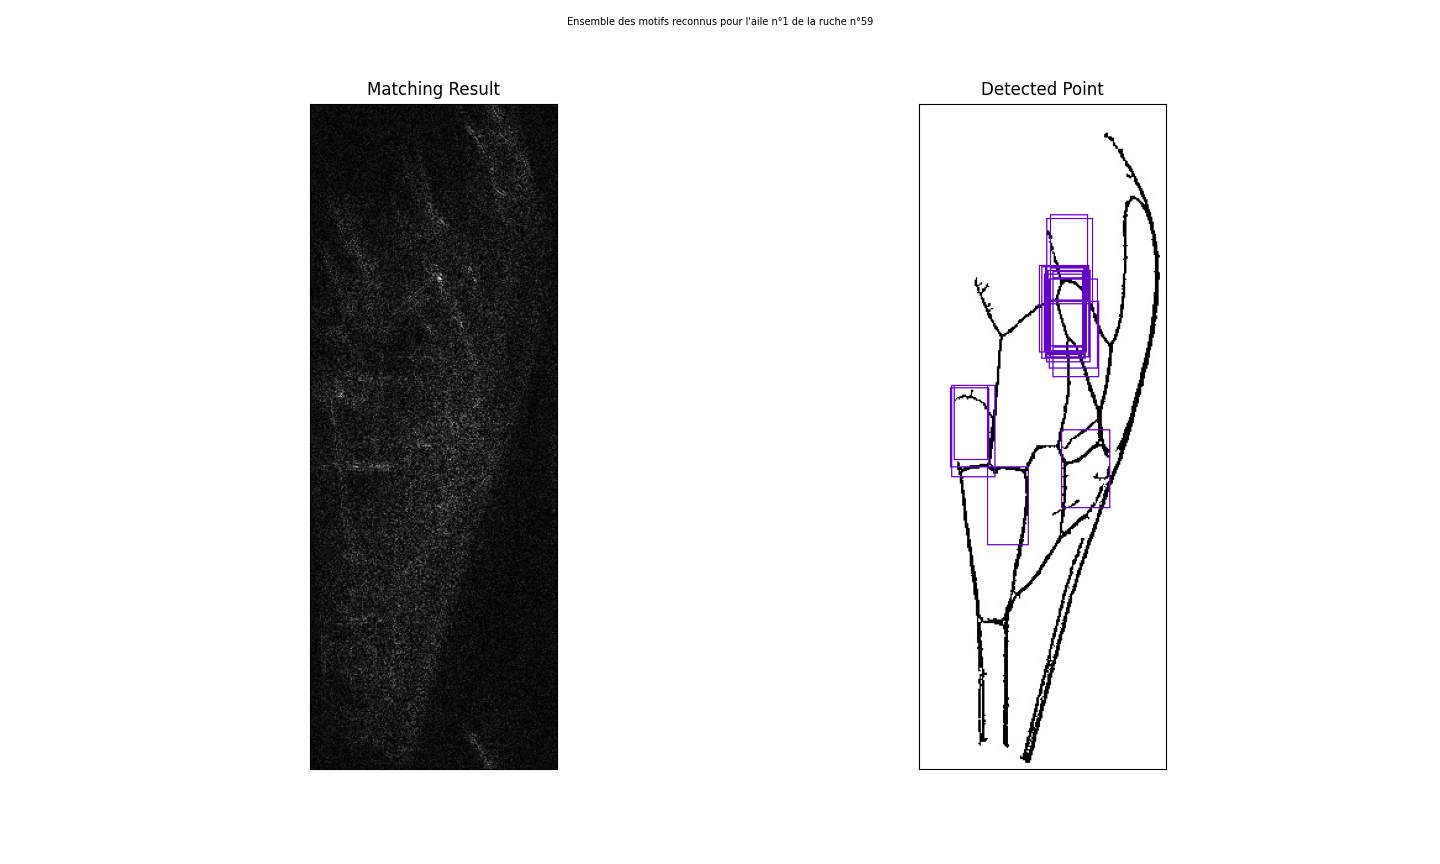 Ensemble des motifs reconnus pour l'aile n°1 de la ruche n°59
Matching Result
Detected Point